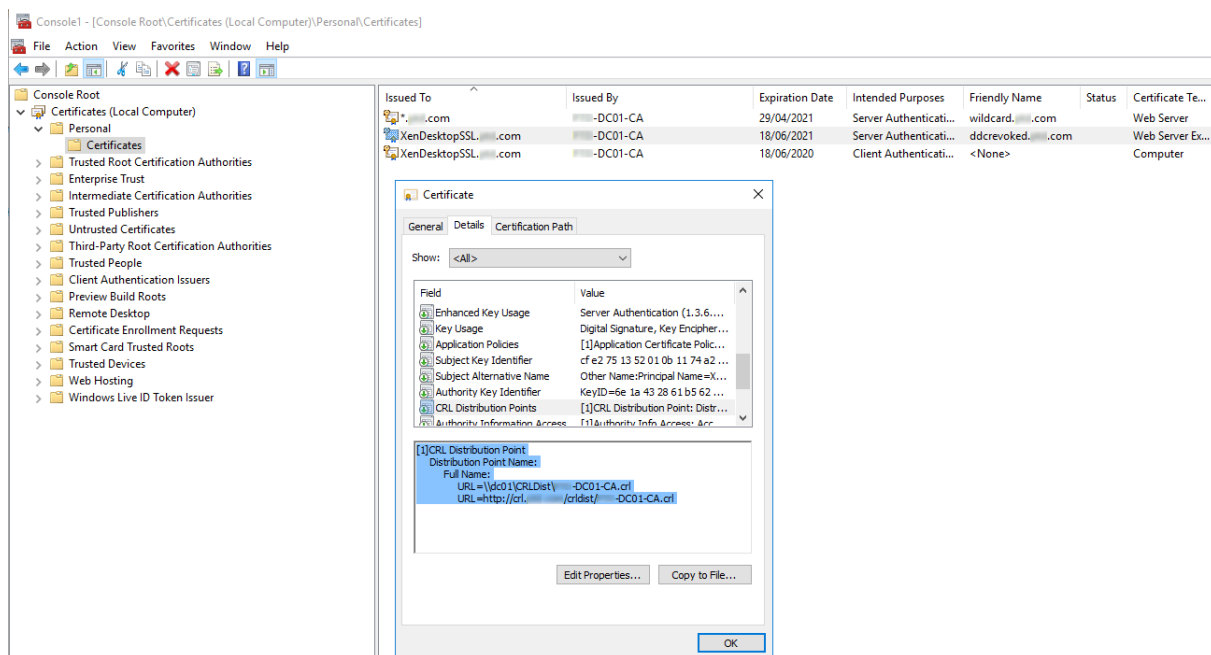 Console1 - [Console Root\Certificates (Local Computer)\Personal\Certificates]
File Action View Favorites Window Help
Console Root
Certificates (Local Computer)
Personal
Certificates
Trusted Root Certification Authorities
Enterprise Trust
Intermediate Certification Authorities
Trusted Publishers
Untrusted Certificates
Third-Party Root Certification Authorities
Trusted People
Client Authentication Issuers
Preview Build Roots
Remote Desktop
Certificate Enrollment Requests
Smart Card Trusted Roots
Trusted Devices
Web Hosting
Windows Live ID Token Issuer
Issued To Issued By Expiration Date Intended Purposes Friendly Name Status Certificate Te...
*. .com -DC01-CA 29/04/2021 Server Authenticati... wildcard. .com Web Server
XenDesktopSSL. .com -DC01-CA 18/06/2021 Server Authenticati... ddcrevoked. .com Web Server Ex...
XenDesktopSSL. .com -DC01-CA 18/06/2020 Client Authenticati... <None> Computer
Certificate
General Details Certification Path
Show: <All>
Field Value
Enhanced Key Usage Server Authentication (1.3.6....
Key Usage Digital Signature, Key Encipher...
Application Policies [1]Application Certificate Polic...
Subject Key Identifier cf e2 75 13 52 01 0b 11 74 a2 ...
Subject Alternative Name Other Name:Principal Name=X...
Authority Key Identifier KeyID=6e 1a 43 28 61 b5 62 ...
CRL Distribution Points [1]CRL Distribution Point: Distr...
Authority Information Access [1]Authority Info Access: Acc...
[1]CRL Distribution Point
Distribution Point Name:
Full Name:
URL=\\dc01\CRLDist\ -DC01-CA.crl
URL=http://crl. /crldist/ -DC01-CA.crl
Edit Properties... Copy to File...
OK